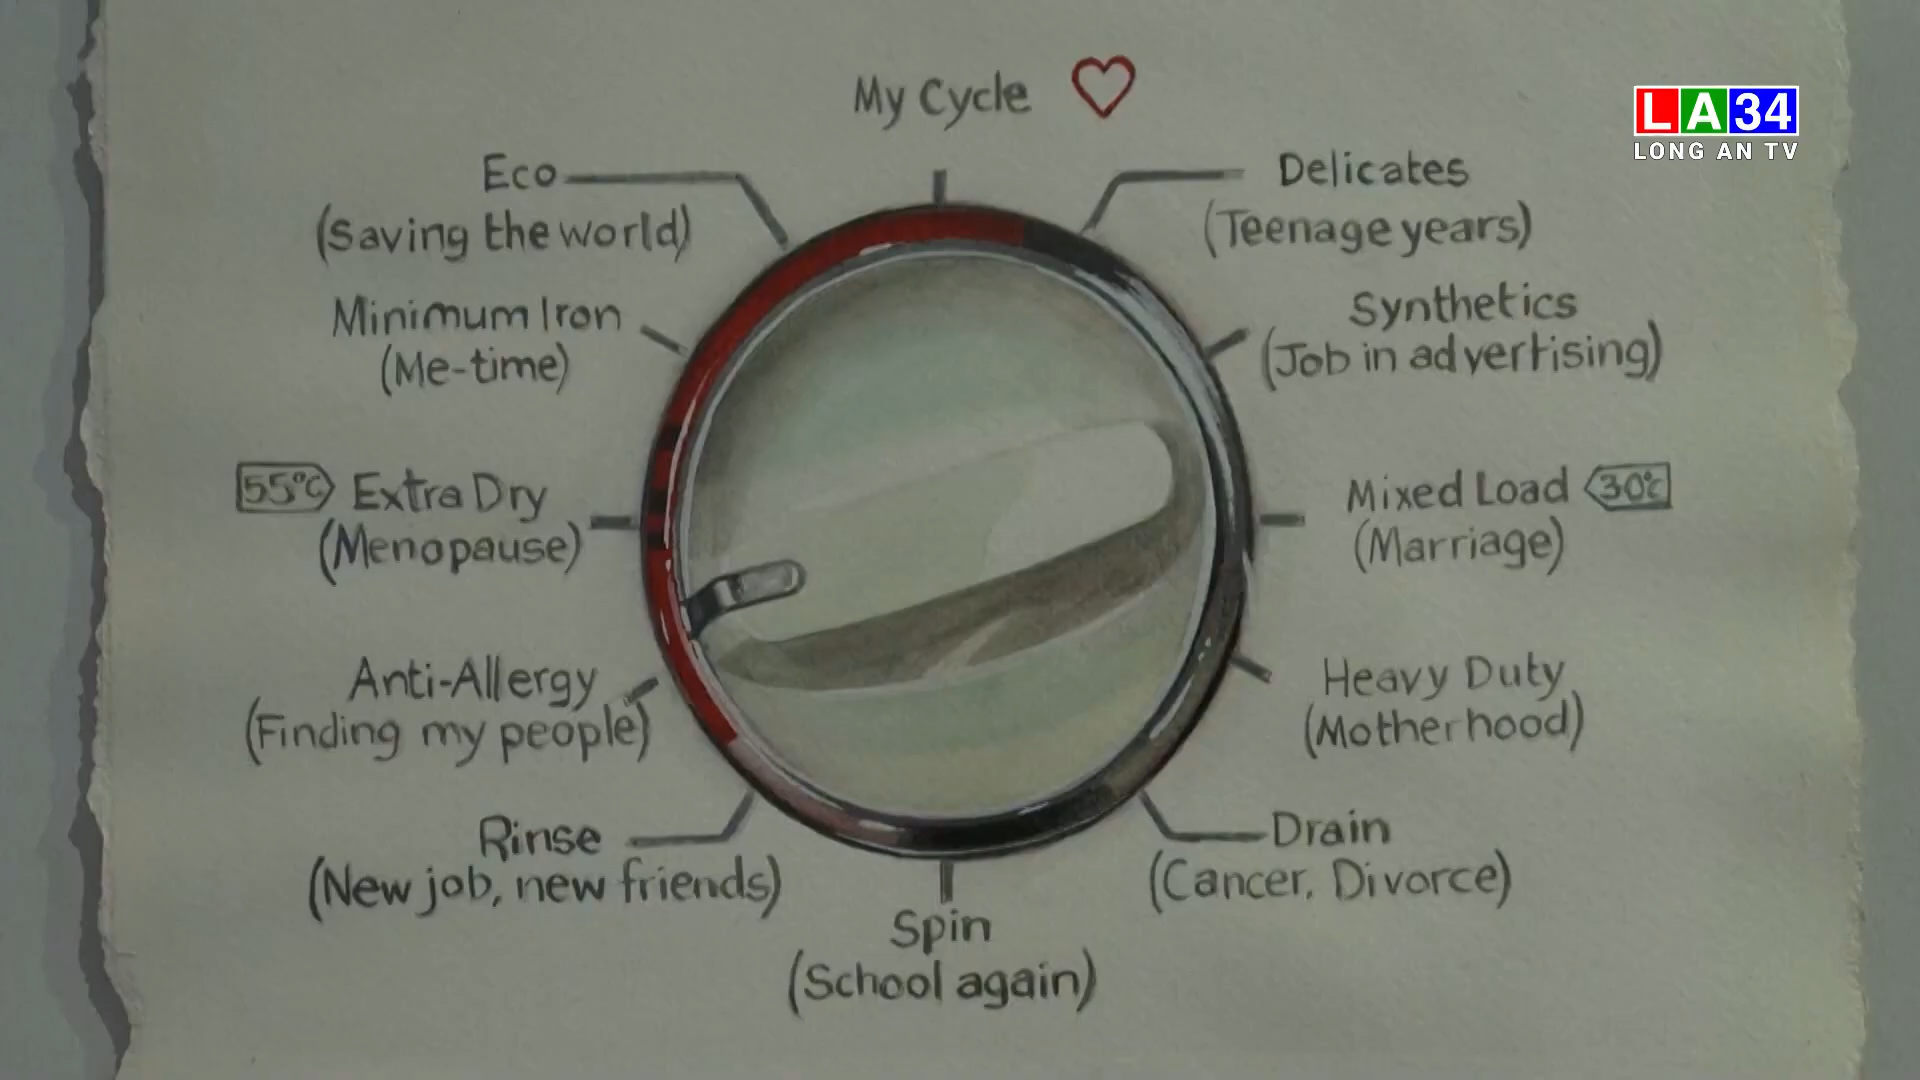 My Cycle
LA34
LONG AN TV
Eco
(Saving the world)
Delicates
(Teenage years)
Minimum Iron
(Me-time)
Synthetics
(Job in advertising)
55°C Extra Dry
(Menopause)
Mixed Load 30°C
(Marriage)
Anti-Allergy
(Finding my people)
Heavy Duty
(Motherhood)
Rinse
(New job, new friends)
Drain
(Cancer, Divorce)
Spin
(School again)